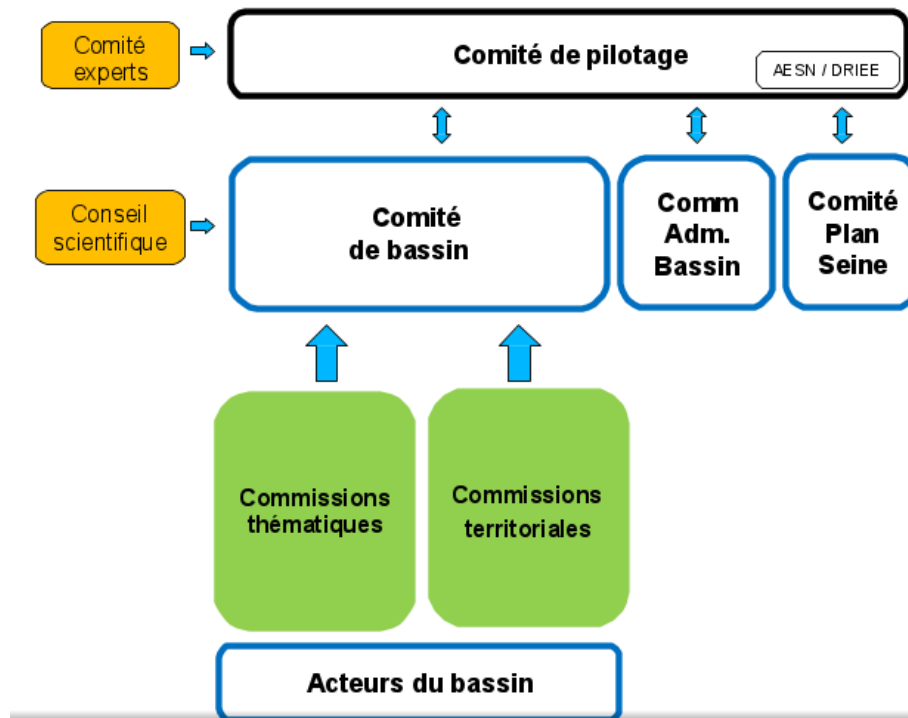 Comité
experts
Comité de pilotage
AESN / DRIEE
Conseil
scientifique
Comité
de bassin
Comm
Adm.
Bassin
Comité
Plan
Seine
Commissions
thématiques
Commissions
territoriales
Acteurs du bassin